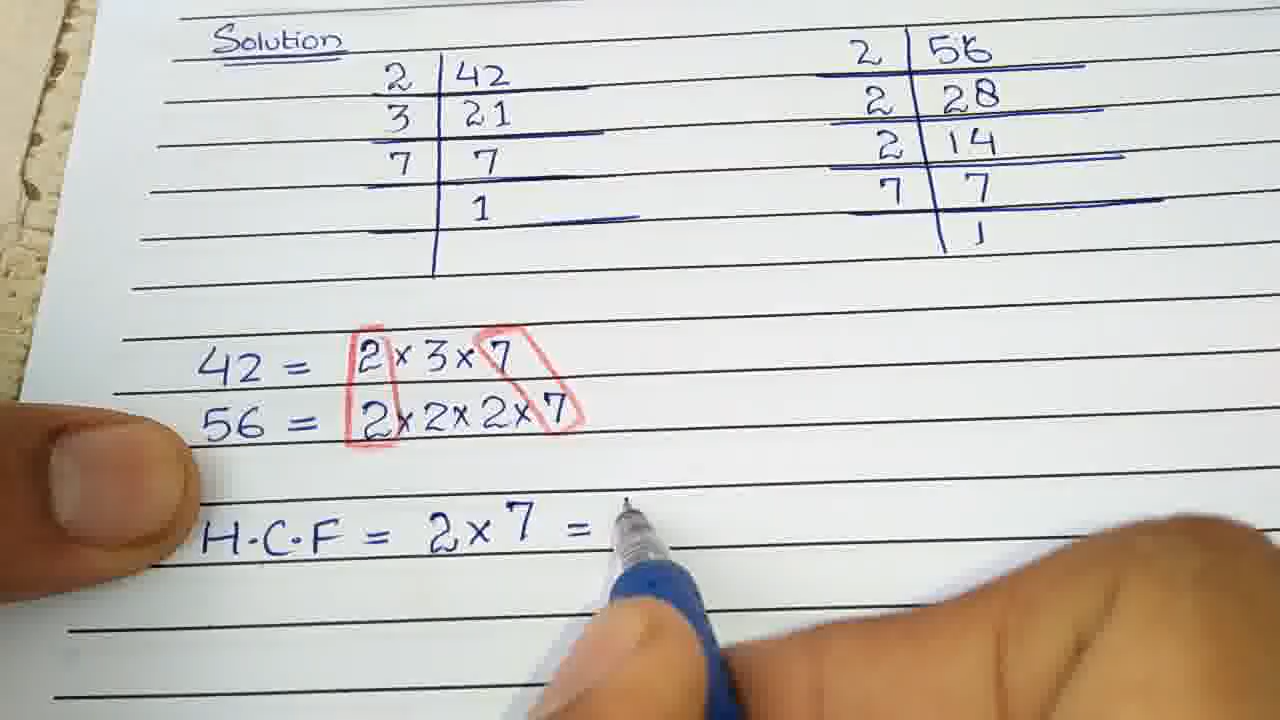 Solution
2 | 42
3 | 21
7 | 7
1
2 | 56
2 | 28
2 | 14
7 | 7
1
42 = 2 × 3 × 7
56 = 2 × 2 × 2 × 7
H.C.F = 2 × 7 =